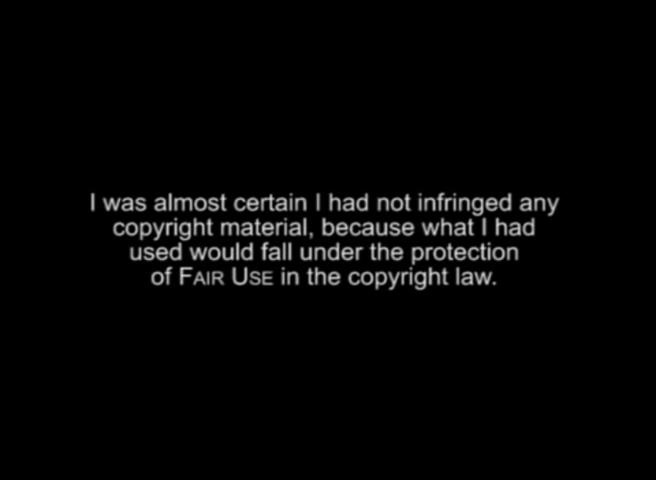 I was almost certain I had not infringed any
copyright material, because what I had
used would fall under the protection
of FAIR USE in the copyright law.